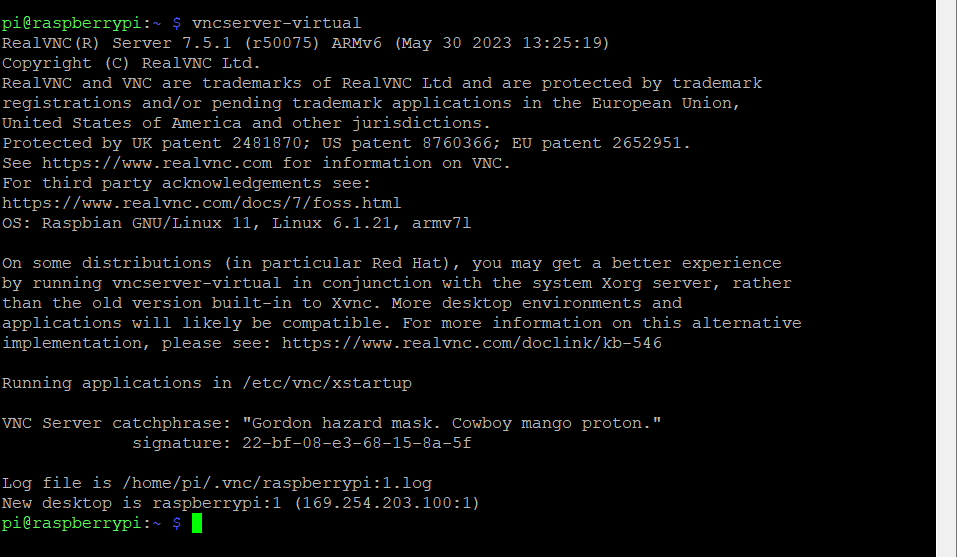 pi@raspberrypi:~ $ vncserver-virtual
RealVNC(R) Server 7.5.1 (r50075) ARMv6 (May 30 2023 13:25:19)
Copyright (C) RealVNC Ltd.
RealVNC and VNC are trademarks of RealVNC Ltd and are protected by trademark
registrations and/or pending trademark applications in the European Union,
United States of America and other jurisdictions.
Protected by UK patent 2481870; US patent 8760366; EU patent 2652951.
See https://www.realvnc.com for information on VNC.
For third party acknowledgements see:
https://www.realvnc.com/docs/7/foss.html
OS: Raspbian GNU/Linux 11, Linux 6.1.21, armv7l
On some distributions (in particular Red Hat), you may get a better experience
by running vncserver-virtual in conjunction with the system Xorg server, rather
than the old version built-in to Xvnc. More desktop environments and
applications will likely be compatible. For more information on this alternative
implementation, please see: https://www.realvnc.com/doclink/kb-546
Running applications in /etc/vnc/xstartup
VNC Server catchphrase: "Gordon hazard mask. Cowboy mango proton."
signature: 22-bf-08-e3-68-15-8a-5f
Log file is /home/pi/.vnc/raspberrypi:1.log
New desktop is raspberrypi:1 (169.254.203.100:1)
pi@raspberrypi:~ $